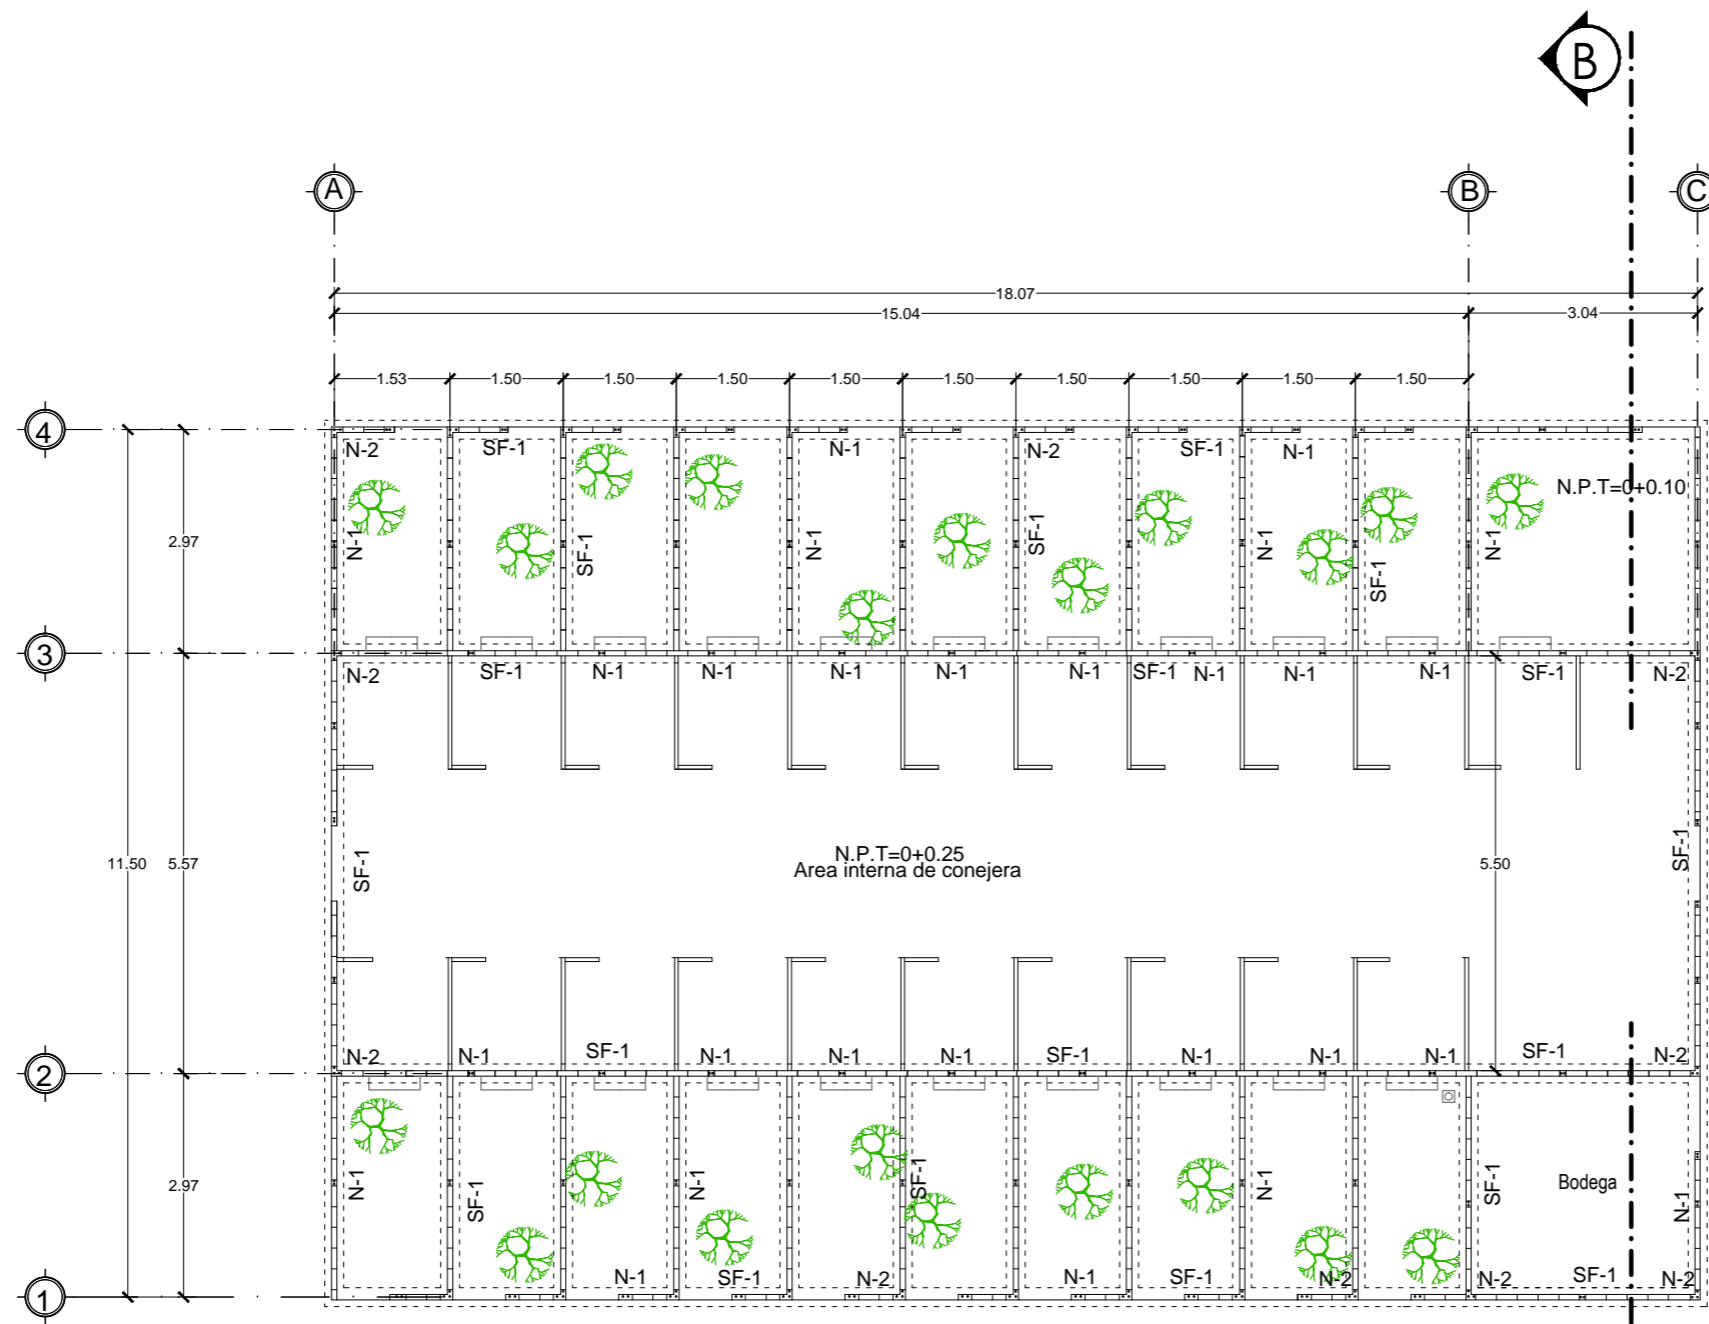 B
A B C
18.07
15.04 3.04
1.53 1.50 1.50 1.50 1.50 1.50 1.50 1.50 1.50 1.50
4
N-2 SF-1 N-1 N-2 SF-1 N-1
N.P.T=0+0.10
2.97 N-1 SF-1 N-1 SF-1 N-1 SF-1 N-1
3
N-2 SF-1 N-1 N-1 N-1 N-1 N-1 SF-1 N-1 N-1 N-1 SF-1 N-2
N.P.T=0+0.25
Area interna de conejera
11.50 5.57 SF-1 5.50 SF-1
N-2 N-1 SF-1 N-1 N-1 N-1 SF-1 N-1 N-1 N-1 SF-1 N-2
2
2.97 N-1 SF-1 N-1 SF-1 N-1 SF-1 Bodega N-1
N-1 SF-1 N-2 N-1 SF-1 N-2 N-2 SF-1 N-2
1